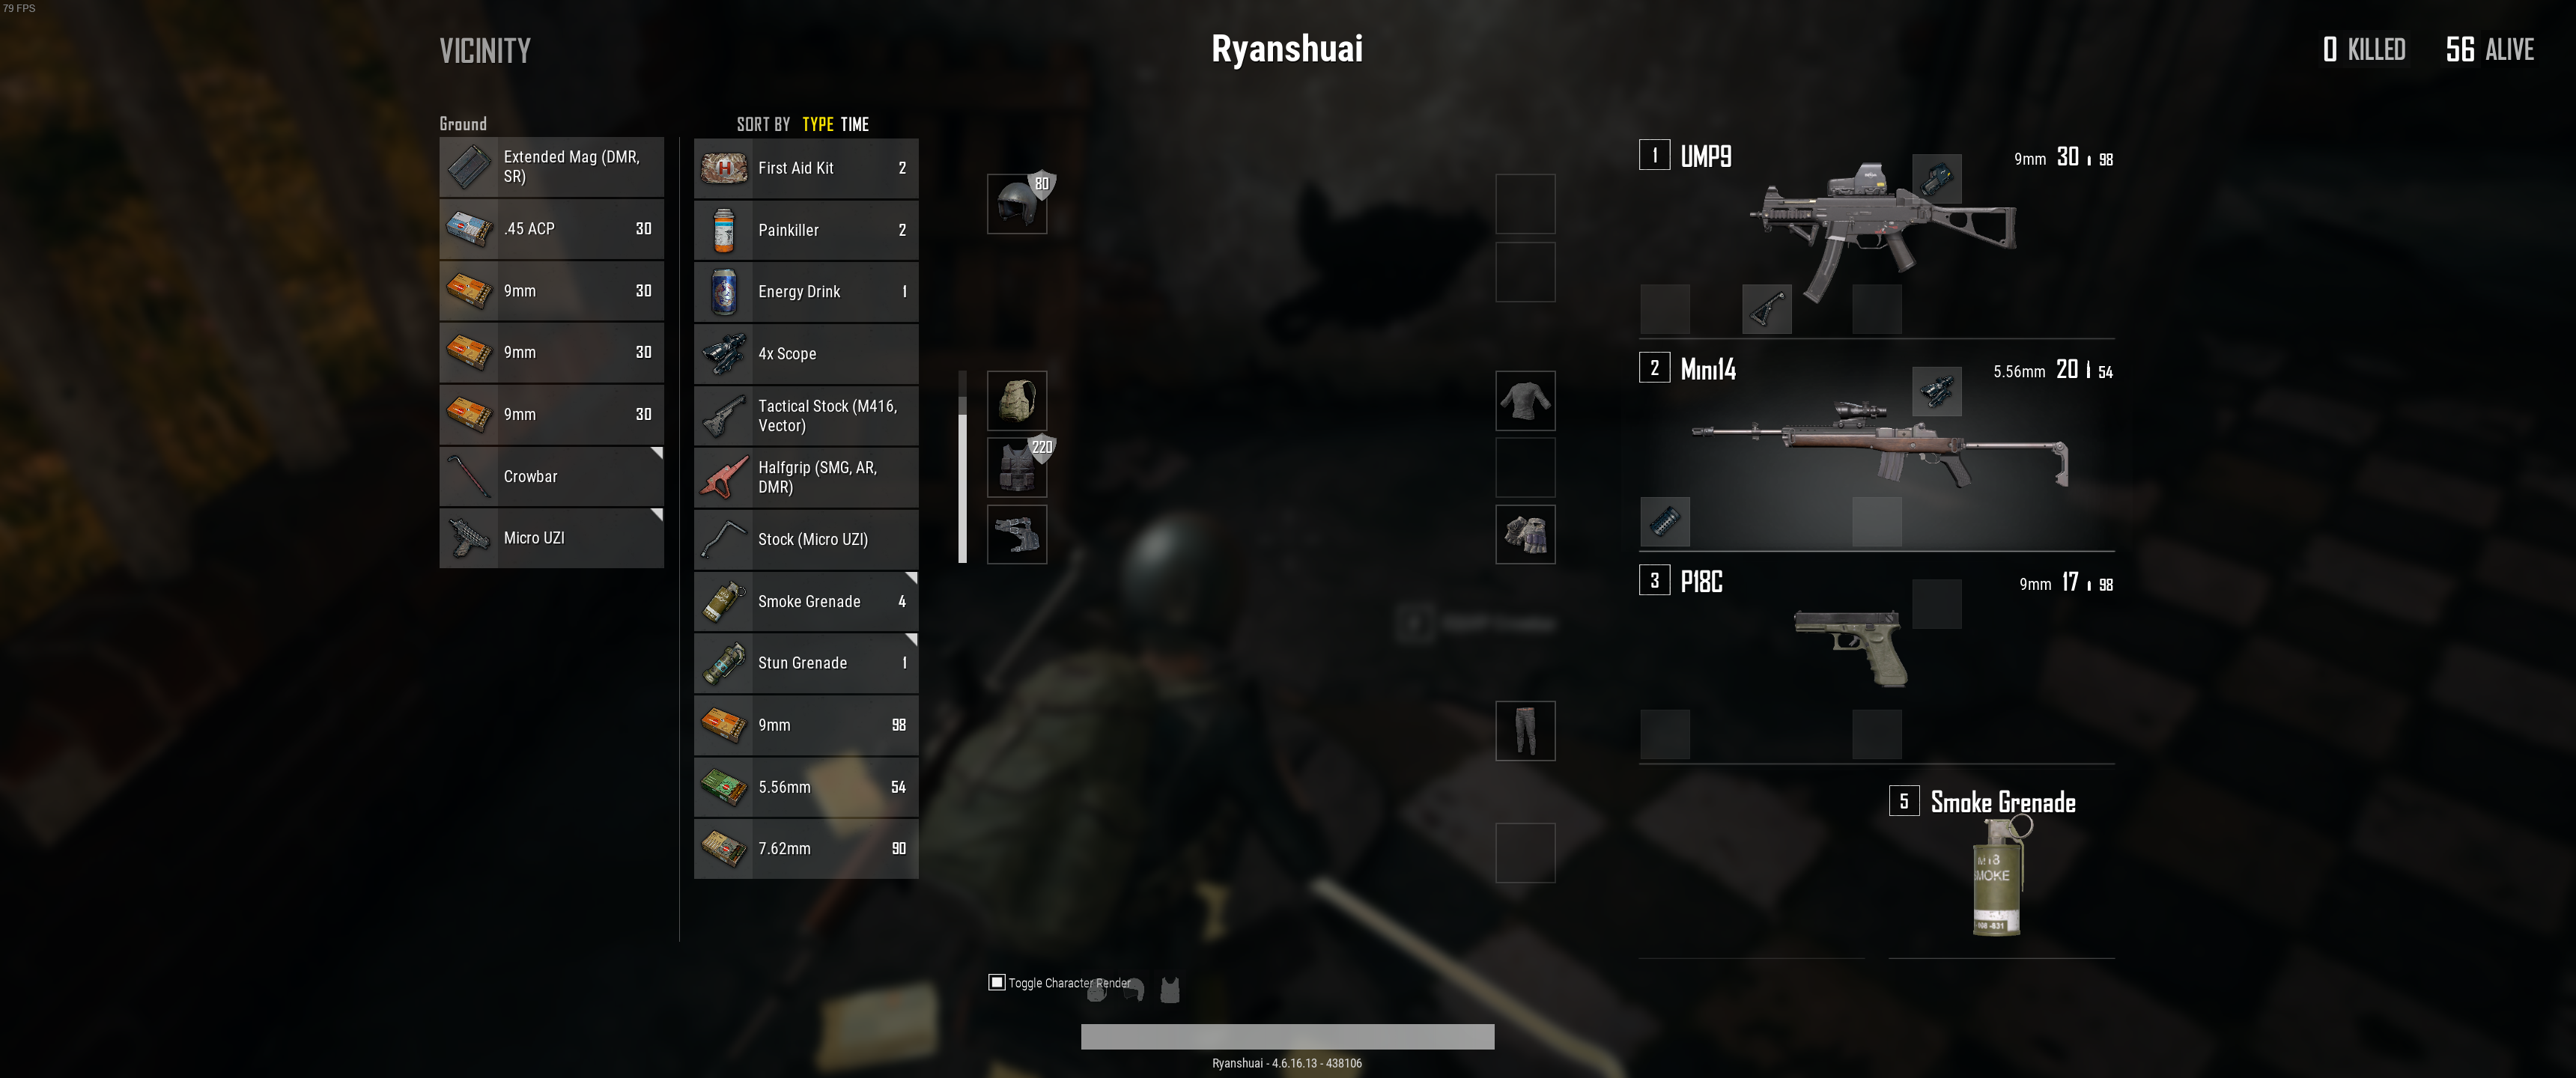 79 FPS
VICINITY
Ryanshuai
0 KILLED 56 ALIVE
Ground
SORT BY TYPE TIME
Extended Mag (DMR,
SR)
.45 ACP 30
9mm 30
9mm 30
9mm 30
Crowbar
Micro UZI
First Aid Kit 2
Painkiller 2
Energy Drink 1
4x Scope
Tactical Stock (M416,
Vector)
Halfgrip (SMG, AR,
DMR)
Stock (Micro UZI)
Smoke Grenade 4
Stun Grenade 1
9mm 98
5.56mm 54
7.62mm 90
80
220
1 UMP9 9mm 30 98
2 Mini14 5.56mm 20 54
3 P18C 9mm 17 98
5 Smoke Grenade
M18
SMOKE
Toggle Character Render
Ryanshuai - 4.6.16.13 - 438106